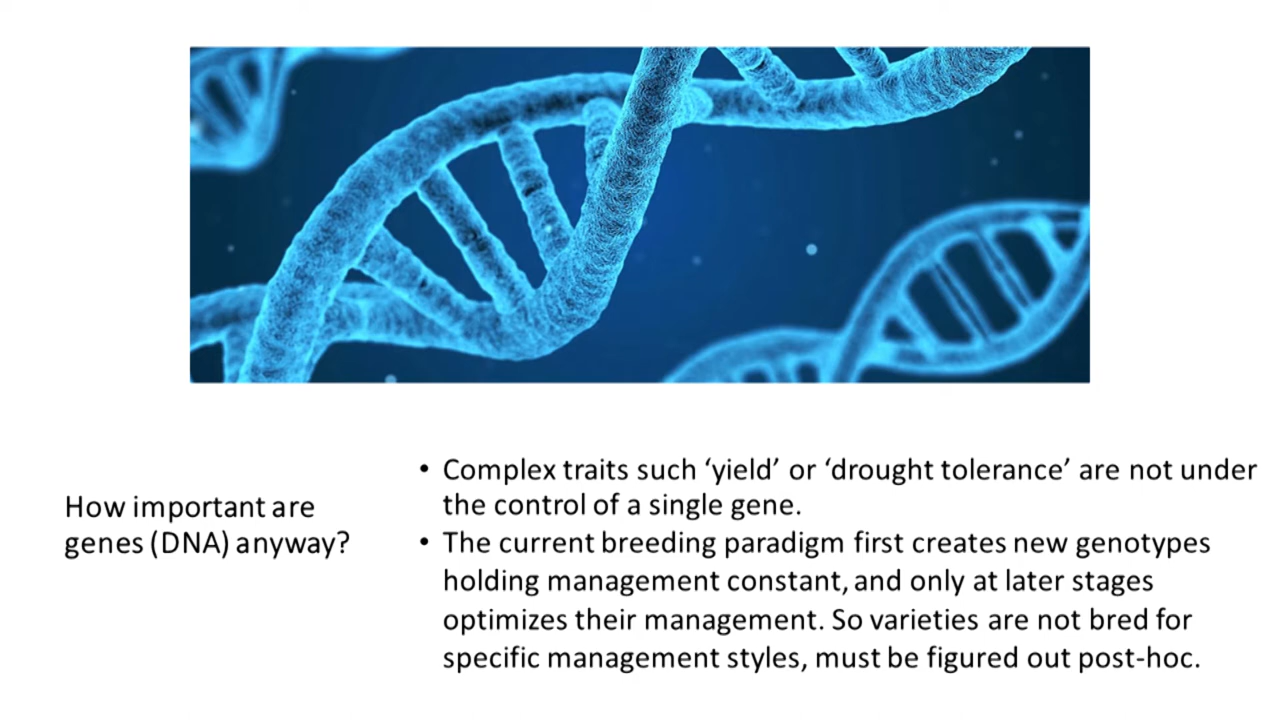 How important are
genes (DNA) anyway?
• Complex traits such ‘yield’ or ‘drought tolerance’ are not under
the control of a single gene.
• The current breeding paradigm first creates new genotypes
holding management constant, and only at later stages
optimizes their management. So varieties are not bred for
specific management styles, must be figured out post-hoc.